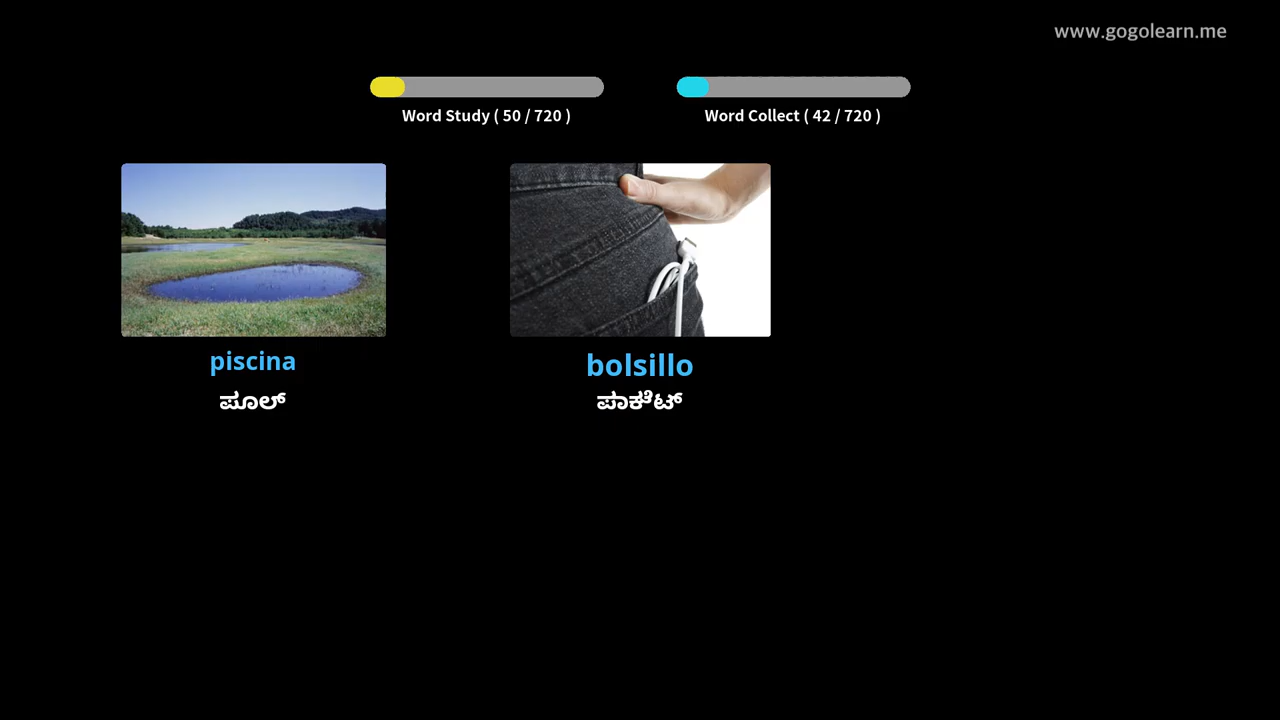 www.gogolearn.me
Word Study ( 50 / 720 )
Word Collect ( 42 / 720 )
piscina
ಪೂಲ್
bolsillo
ಪಾಕೆಟ್